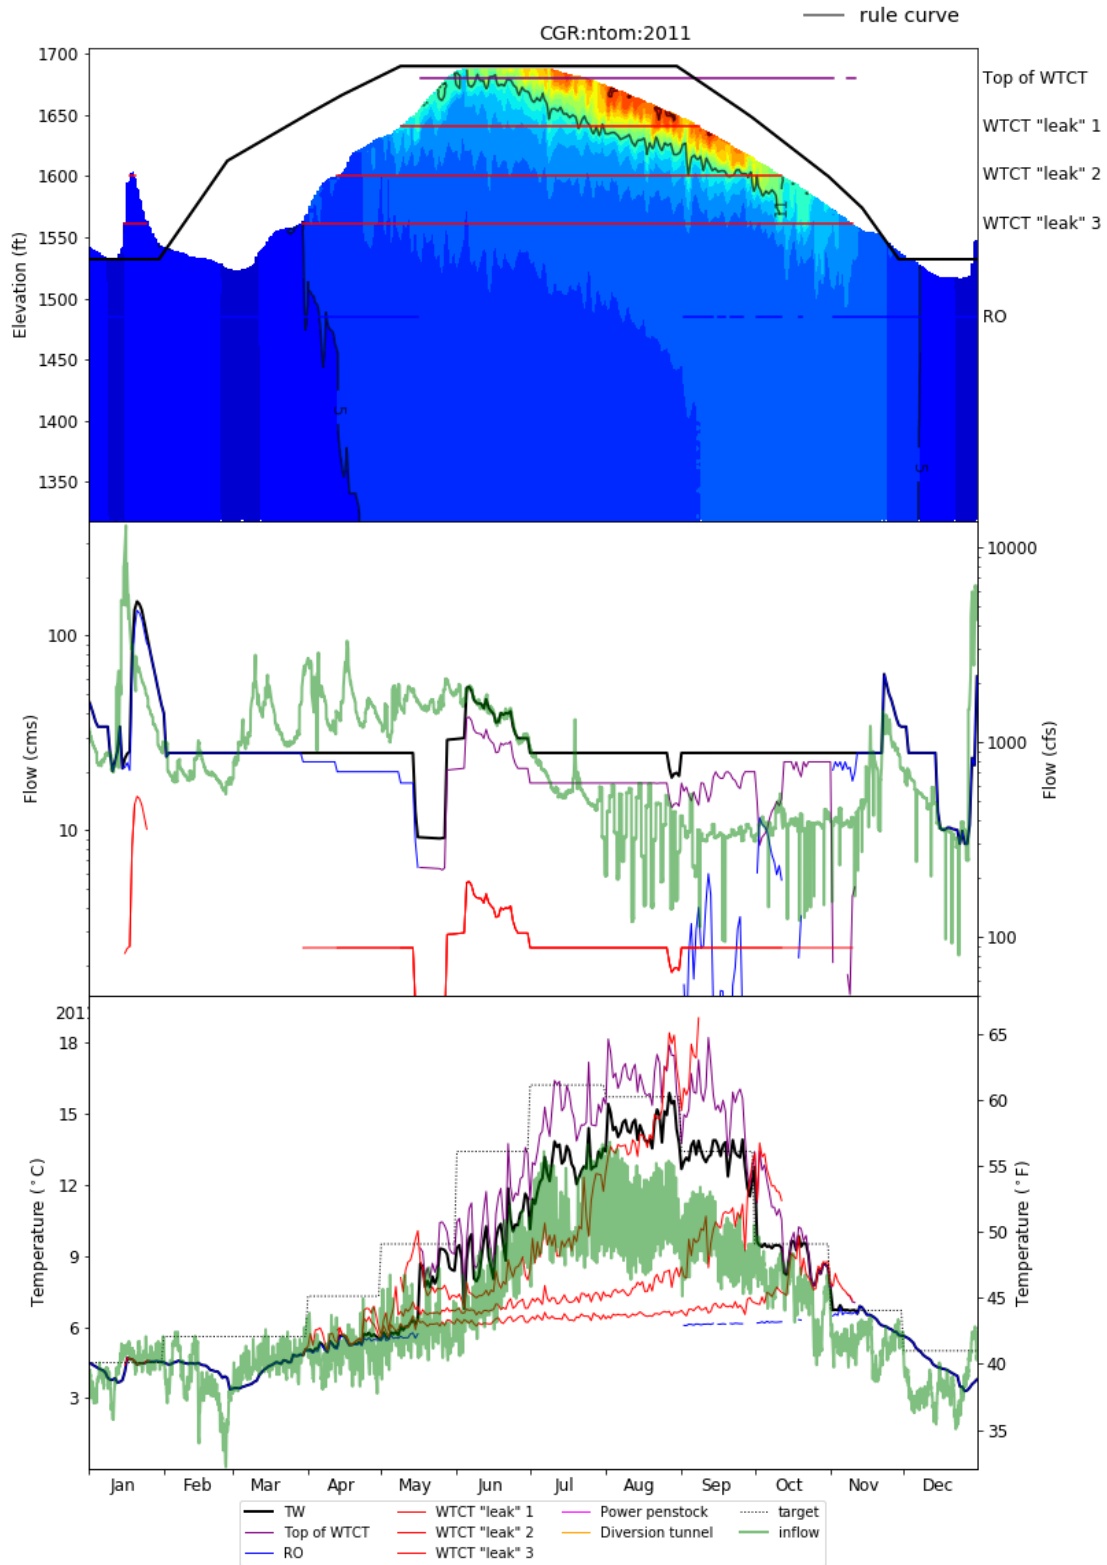 rule curve
CGR:ntom:2011
1700
1650
1600
1550
1500
1450
1400
1350
Elevation (ft)
Top of WTCT
WTCT "leak" 1
WTCT "leak" 2
WTCT "leak" 3
RO
11
5
5
100
10
Flow (cms)
10000
1000
100
Flow (cfs)
201
18
15
12
9
6
3
Temperature (°C)
65
60
55
50
45
40
35
Temperature (°F)
Jan Feb Mar Apr May Jun Jul Aug Sep Oct Nov Dec
TW WTCT "leak" 1 Power penstock target
Top of WTCT WTCT "leak" 2 Diversion tunnel inflow
RO WTCT "leak" 3